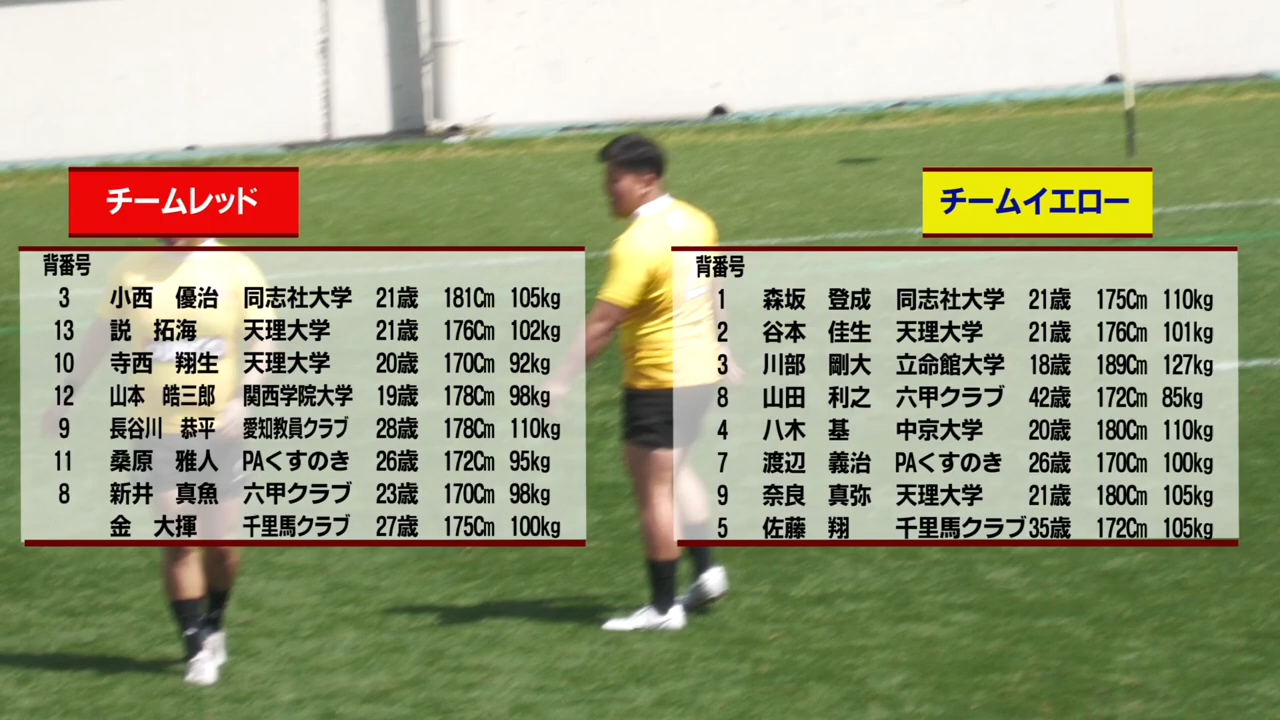 チームレッド
背番号
3 小西 優治 同志社大学 21歳 181Cm 105kg
13 説 拓海 天理大学 21歳 176Cm 102kg
10 寺西 翔生 天理大学 20歳 170Cm 92kg
12 山本 皓三郎 関西学院大学 19歳 178Cm 98kg
9 長谷川 恭平 愛知教員クラブ 28歳 178Cm 110kg
11 桑原 雅人 PAくすのき 26歳 172Cm 95kg
8 新井 真魚 六甲クラブ 23歳 170Cm 98kg
金 大揮 千里馬クラブ 27歳 175Cm 100kg
チームイエロー
背番号
1 森坂 登成 同志社大学 21歳 175Cm 110kg
2 谷本 佳生 天理大学 21歳 176Cm 101kg
3 川部 剛大 立命館大学 18歳 189Cm 127kg
8 山田 利之 六甲クラブ 42歳 172Cm 85kg
4 八木 基 中京大学 20歳 180Cm 110kg
7 渡辺 義治 PAくすのき 26歳 170Cm 100kg
9 奈良 真弥 天理大学 21歳 180Cm 105kg
5 佐藤 翔 千里馬クラブ 35歳 172Cm 105kg